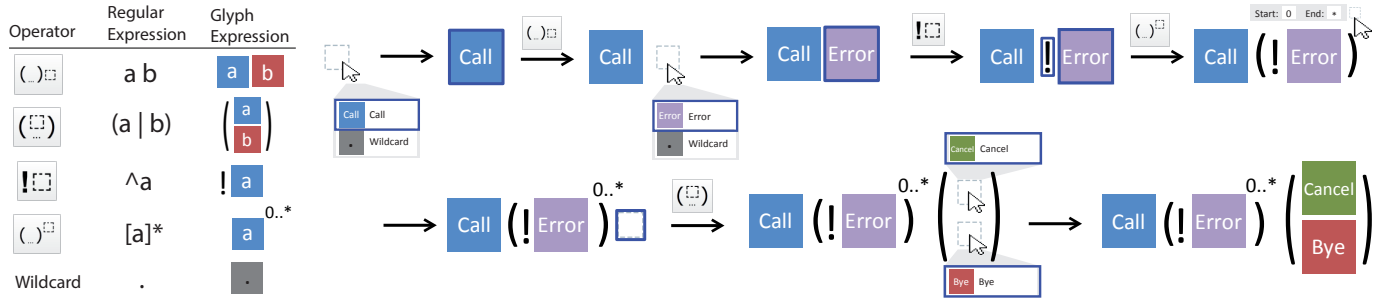 Operator Regular Expression Glyph Expression
(...) a b a b
(...) (a | b) a b
! ^a ! a
(...) [a]* a 0..*
Wildcard . .
Call (...) Call Call Error ! Call ! Error (...) Start: 0 End: * Call (! Error)
Call Call
. Wildcard
Error Error
. Wildcard
Call (! Error) 0..* (...) Call (! Error) 0..* ( ) Call (! Error) 0..* (Cancel Bye)
Cancel Cancel
Bye Bye